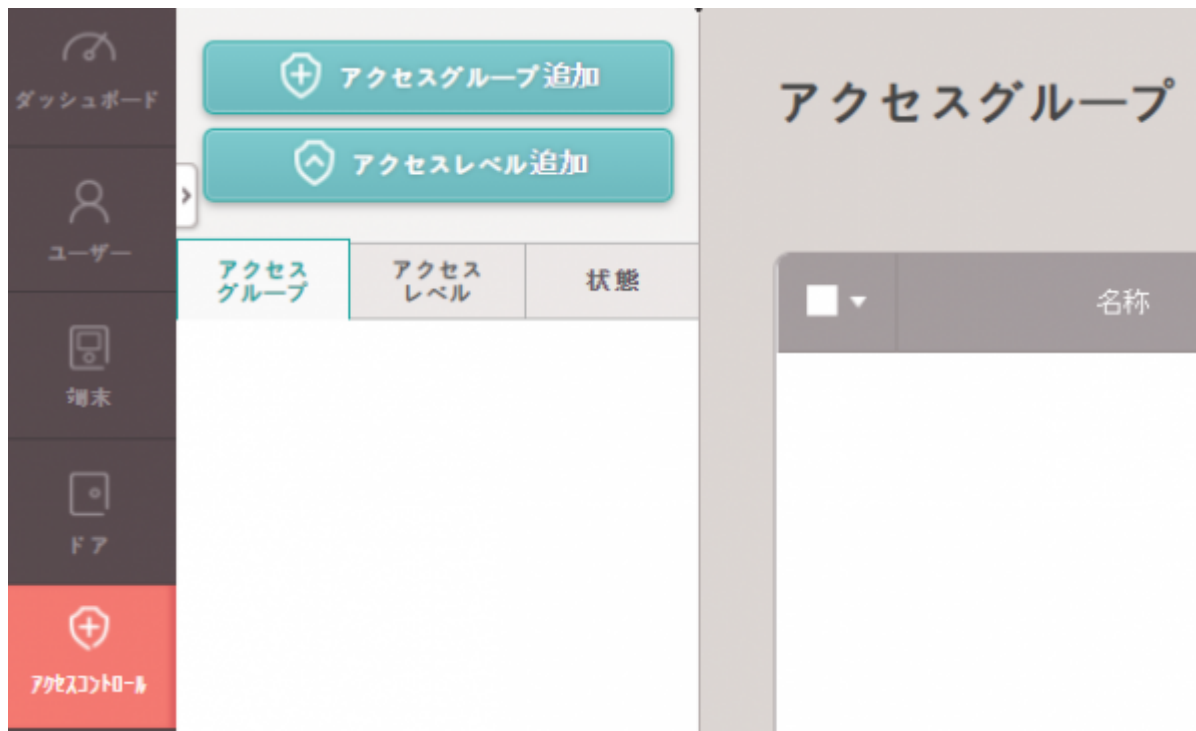 ダッシュボード
ユーザー
端末
ドア
アクセスコントロール
アクセスグループ追加
アクセスレベル追加
アクセス
グループ
アクセス
レベル
状態
アクセスグループ
名称